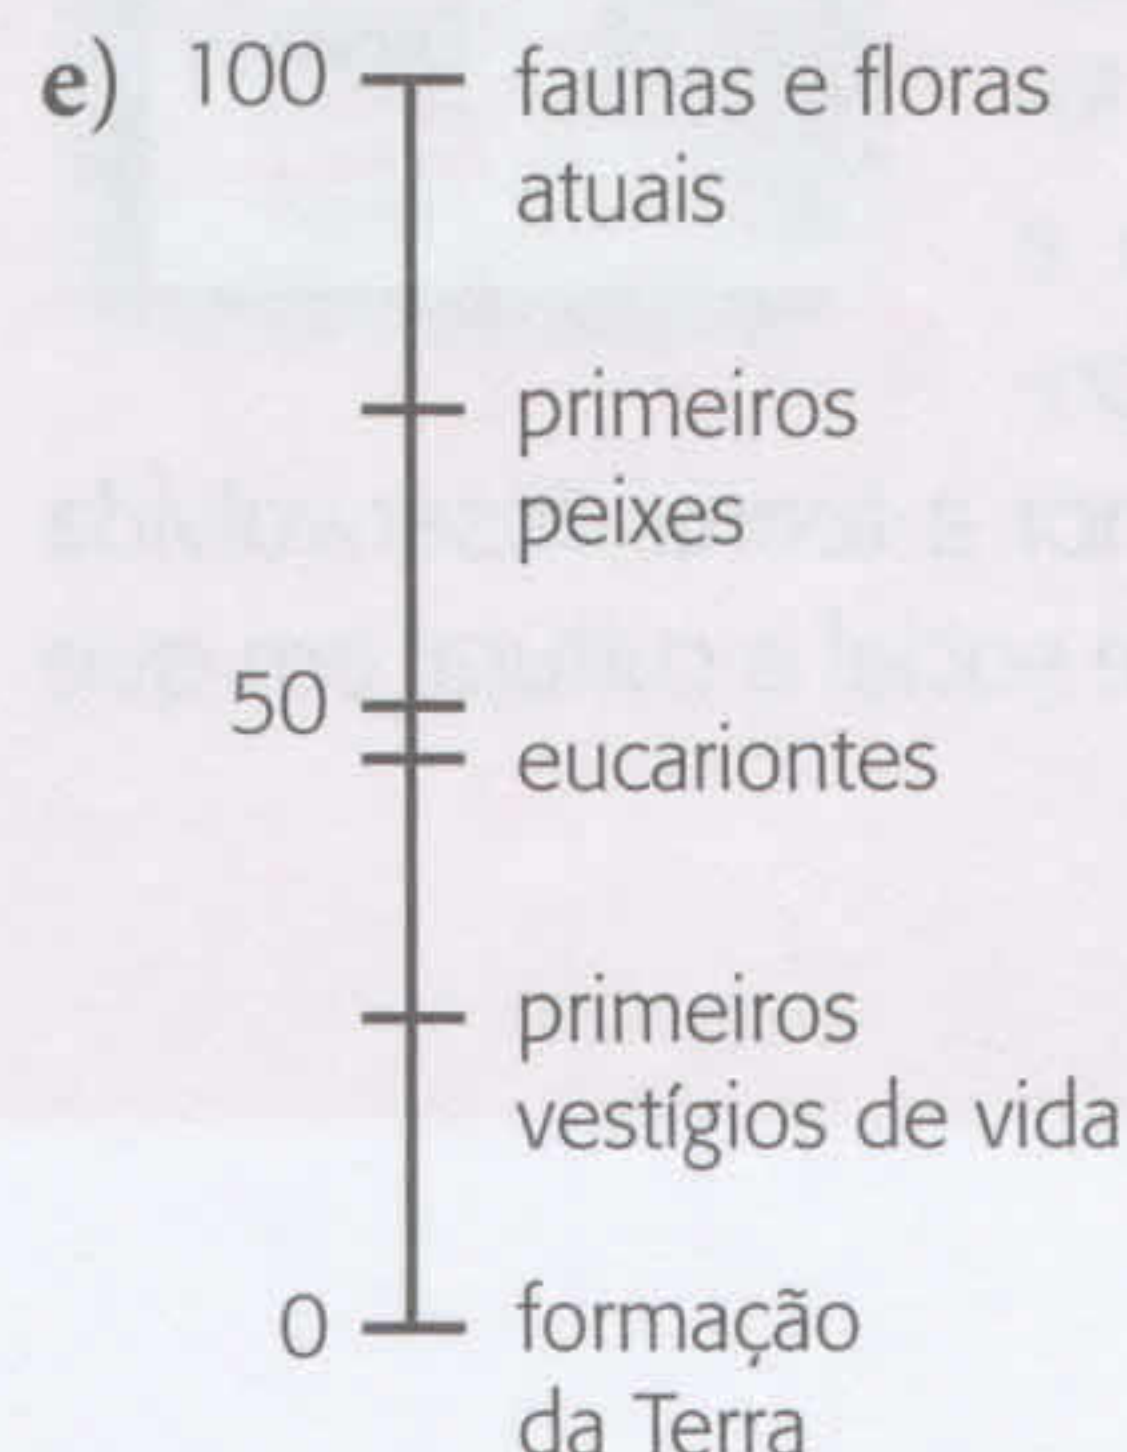 e) 100 faunas e floras
atuais
primeiros
peixes
50
eucariontes
primeiros
vestígios de vida
0 formação
da Terra